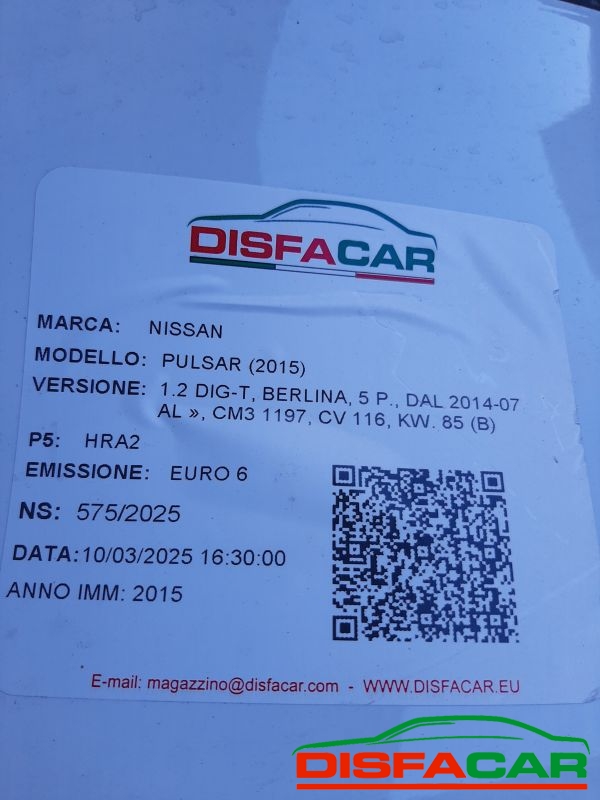 DISFACAR
MARCA: NISSAN
MODELLO: PULSAR (2015)
VERSIONE: 1.2 DIG-T, BERLINA, 5 P., DAL 2014-07
AL », CM3 1197, CV 116, KW. 85 (B)
P5: HRA2
EMISSIONE: EURO 6
NS: 575/2025
DATA:10/03/2025 16:30:00
ANNO IMM: 2015
E-mail: magazzino@disfacar.com - WWW.DISFACAR.EU
DISFACAR